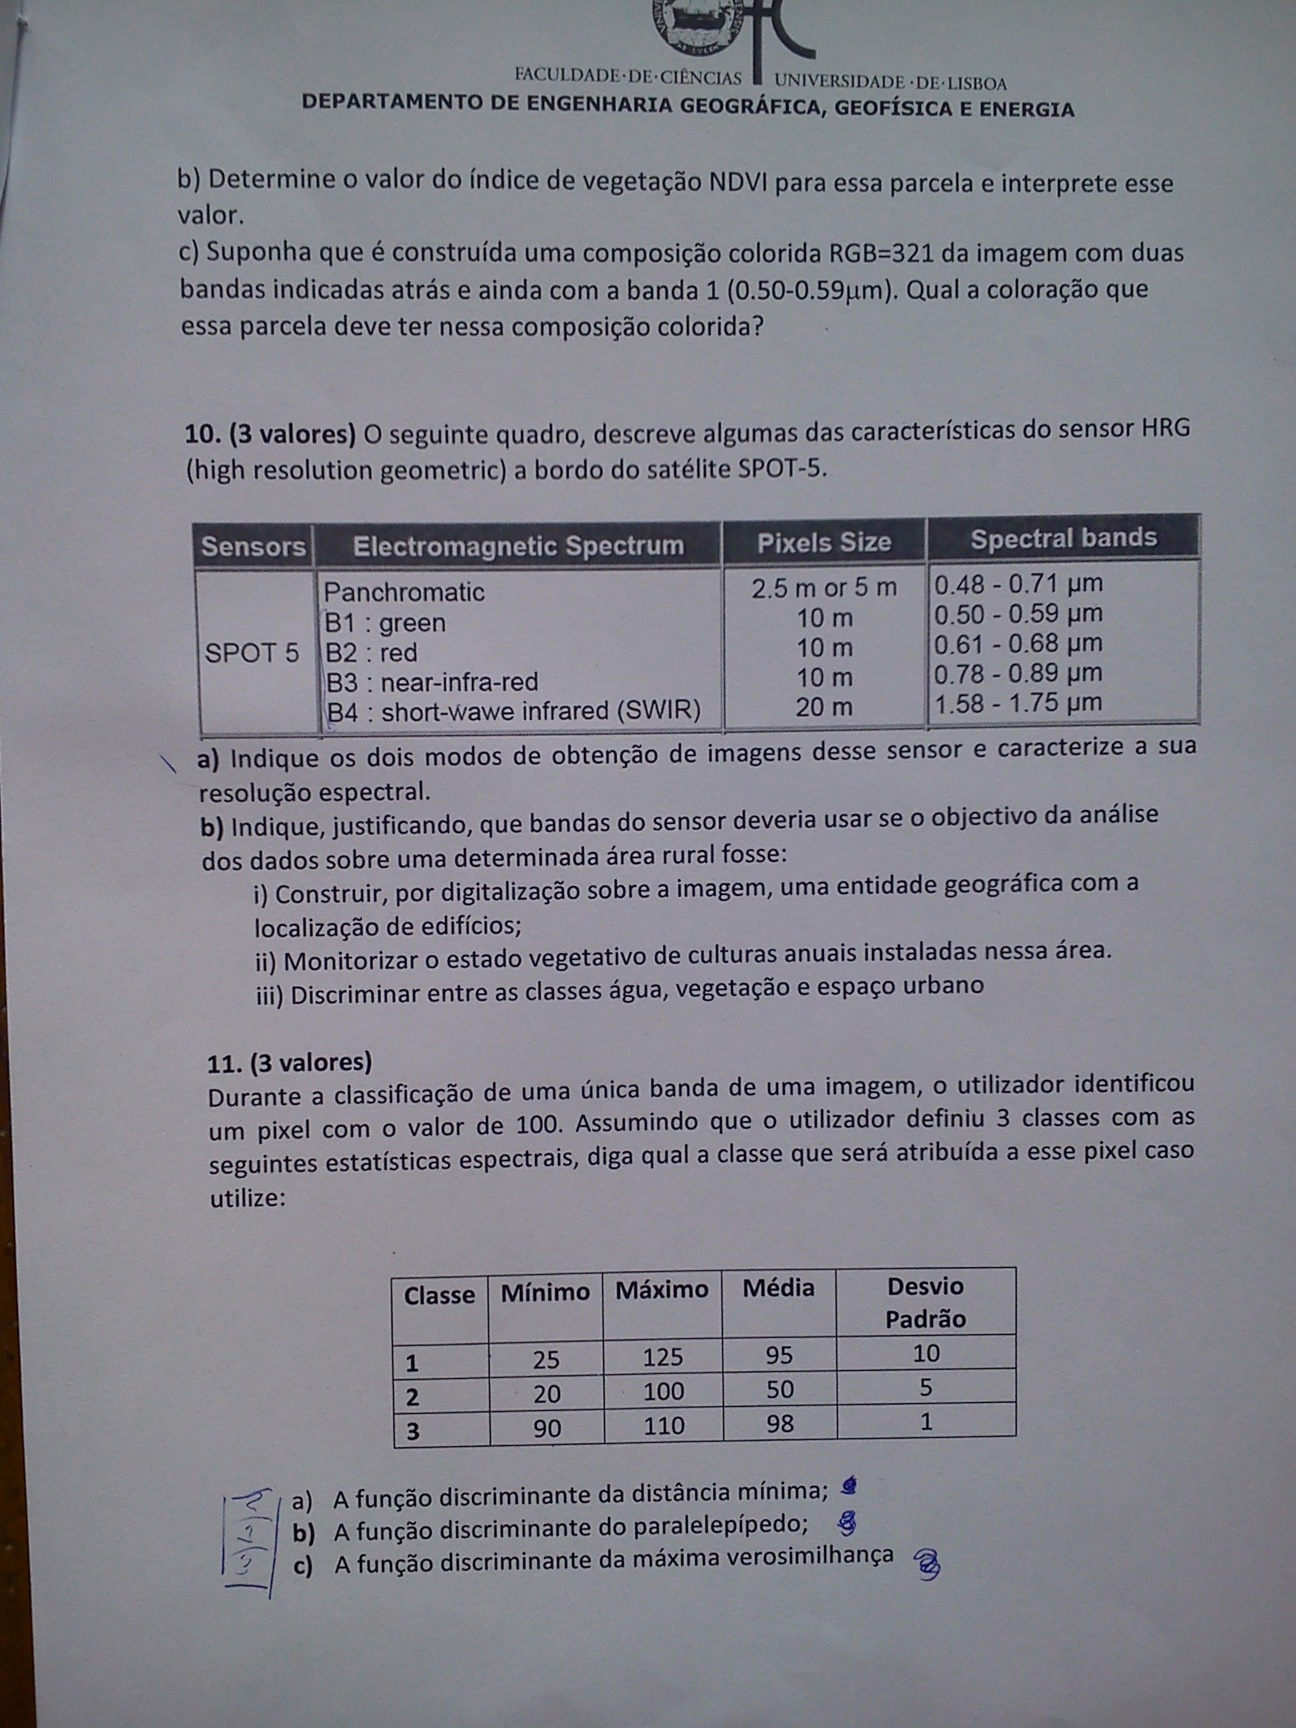 FACULDADE·DE·CIÊNCIAS UNIVERSIDADE·DE·LISBOA
DEPARTAMENTO DE ENGENHARIA GEOGRÁFICA, GEOFÍSICA E ENERGIA
b) Determine o valor do índice de vegetação NDVI para essa parcela e interprete esse
valor.
c) Suponha que é construída uma composição colorida RGB=321 da imagem com duas
bandas indicadas atrás e ainda com a banda 1 (0.50-0.59µm). Qual a coloração que
essa parcela deve ter nessa composição colorida?
10. (3 valores) O seguinte quadro, descreve algumas das características do sensor HRG
(high resolution geometric) a bordo do satélite SPOT-5.
Sensors Electromagnetic Spectrum Pixels Size Spectral bands
Panchromatic 2.5 m or 5 m 0.48 - 0.71 µm
B1 : green 10 m 0.50 - 0.59 µm
SPOT 5 B2 : red 10 m 0.61 - 0.68 µm
B3 : near-infra-red 10 m 0.78 - 0.89 µm
B4 : short-wawe infrared (SWIR) 20 m 1.58 - 1.75 µm
a) Indique os dois modos de obtenção de imagens desse sensor e caracterize a sua
resolução espectral.
b) Indique, justificando, que bandas do sensor deveria usar se o objectivo da análise
dos dados sobre uma determinada área rural fosse:
i) Construir, por digitalização sobre a imagem, uma entidade geográfica com a
localização de edifícios;
ii) Monitorizar o estado vegetativo de culturas anuais instaladas nessa área.
iii) Discriminar entre as classes água, vegetação e espaço urbano
11. (3 valores)
Durante a classificação de uma única banda de uma imagem, o utilizador identificou
um pixel com o valor de 100. Assumindo que o utilizador definiu 3 classes com as
seguintes estatísticas espectrais, diga qual a classe que será atribuída a esse pixel caso
utilize:
Classe Mínimo Máximo Média Desvio
Padrão
1 25 125 95 10
2 20 100 50 5
3 90 110 98 1
a) A função discriminante da distância mínima;
b) A função discriminante do paralelepípedo;
c) A função discriminante da máxima verosimilhança